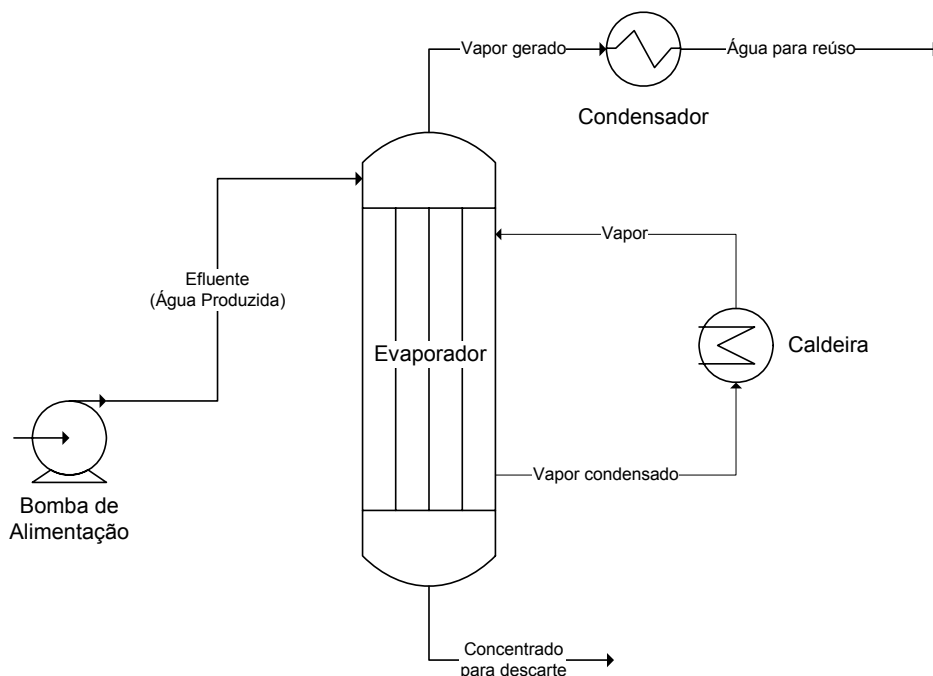 Vapor gerado
Água para reúso
Condensador
Vapor
Efluente
(Água Produzida)
Evaporador
Caldeira
Vapor condensado
Bomba de
Alimentação
Concentrado
para descarte